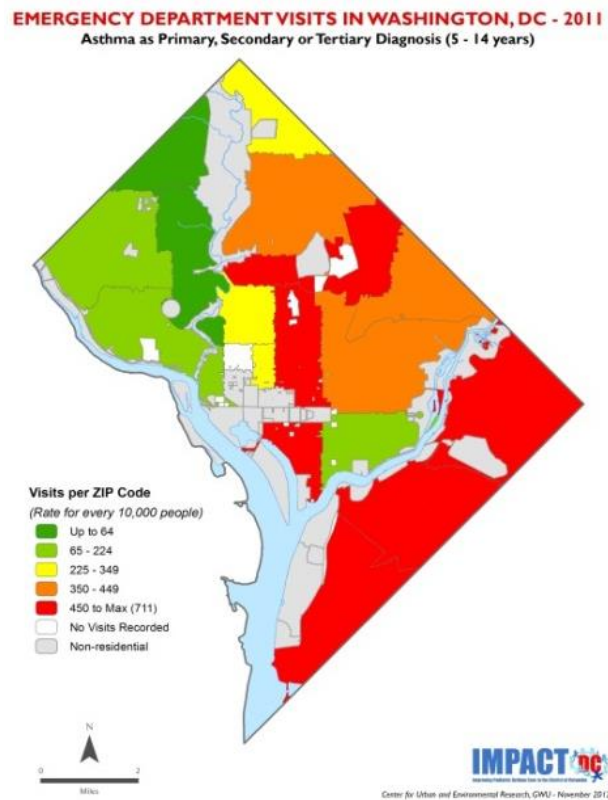 EMERGENCY DEPARTMENT VISITS IN WASHINGTON, DC - 2011
Asthma as Primary, Secondary or Tertiary Diagnosis (5 - 14 years)
Visits per ZIP Code
(Rate for every 10,000 people)
Up to 64
65 - 224
225 - 349
350 - 449
450 to Max (711)
No Visits Recorded
Non-residential
N
0 2
Miles
IMPACT DC
Center for Urban and Environmental Research, GWU - November 2012